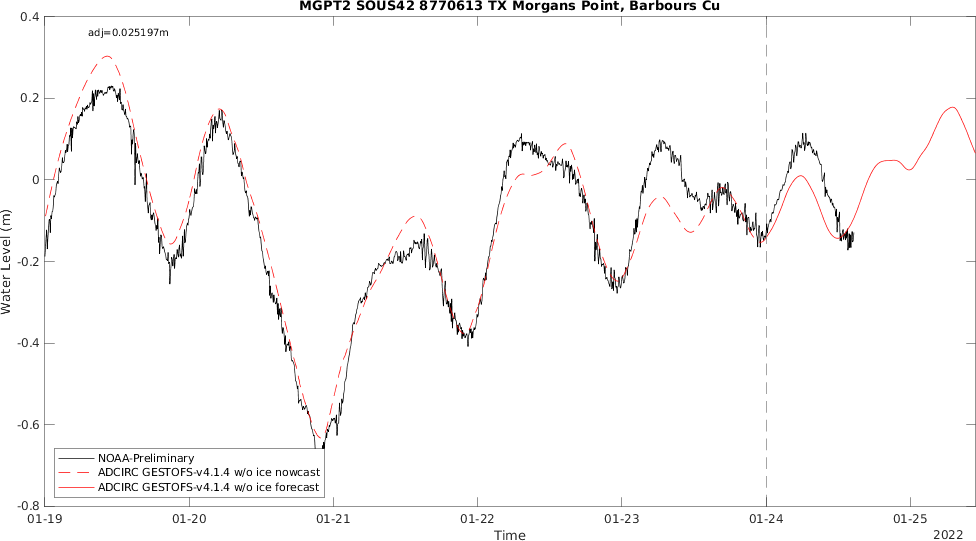 MGPT2 SOUS42 8770613 TX Morgans Point, Barbours Cu
adj=0.025197m
0.4
0.2
0
-0.2
-0.4
-0.6
-0.8
Water Level (m)
NOAA-Preliminary
ADCIRC GESTOFS-v4.1.4 w/o ice nowcast
ADCIRC GESTOFS-v4.1.4 w/o ice forecast
01-19 01-20 01-21 01-22 01-23 01-24 01-25
Time
2022